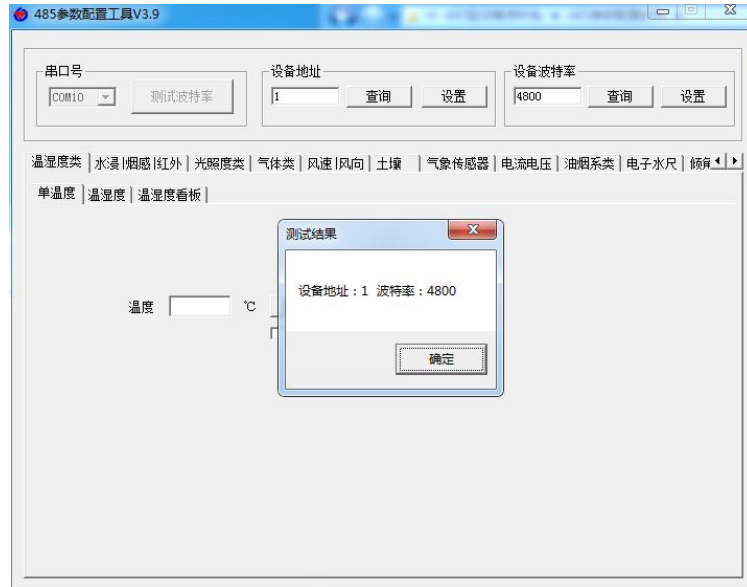 485参数配置工具V3.9
串口号 设备地址 设备波特率
COM10 测试波特率 1 查询 设置 4800 查询 设置
温湿度类 水浸|烟感|红外 光照度类 气体类 风速|风向 土壤 气象传感器 电流电压 油烟系类 电子水尺
单温度 温湿度 温湿度看板
测试结果
设备地址：1 波特率：4800
温度 ℃
确定